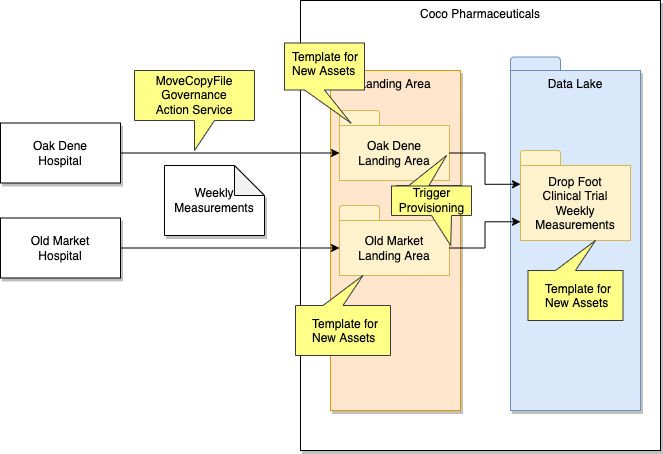 Coco Pharmaceuticals
Template for
New Assets
MoveCopyFile
Governance
Action Service
Landing Area
Data Lake
Oak Dene
Hospital
Oak Dene
Landing Area
Weekly
Measurements
Trigger
Provisioning
Drop Foot
Clinical Trial
Weekly
Measurements
Old Market
Hospital
Old Market
Landing Area
Template for
New Assets
Template for
New Assets